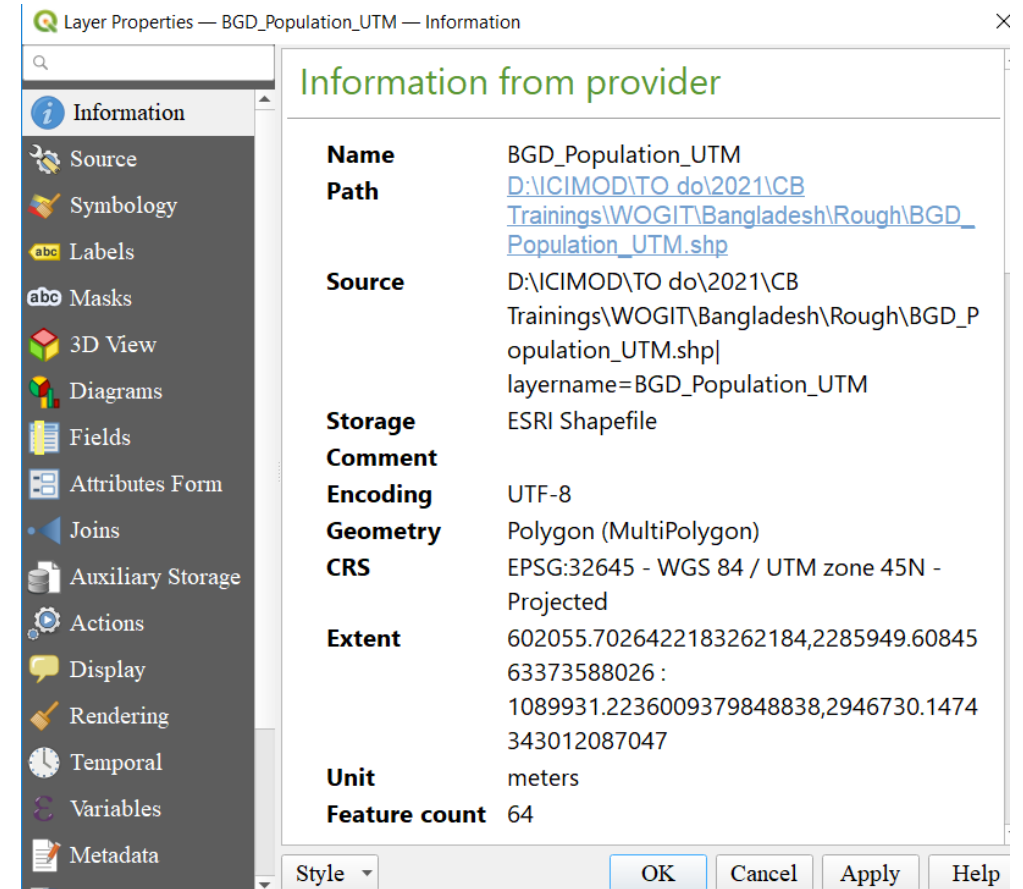 Layer Properties — BGD_Population_UTM — Information
Information
Source
Symbology
Labels
Masks
3D View
Diagrams
Fields
Attributes Form
Joins
Auxiliary Storage
Actions
Display
Rendering
Temporal
Variables
Metadata
Information from provider
Name BGD_Population_UTM
Path D:\ICIMOD\TO do\2021\CB
Trainings\WOGIT\Bangladesh\Rough\BGD_
Population_UTM.shp
Source D:\ICIMOD\TO do\2021\CB
Trainings\WOGIT\Bangladesh\Rough\BGD_P
opulation_UTM.shp|
layername=BGD_Population_UTM
Storage ESRI Shapefile
Comment
Encoding UTF-8
Geometry Polygon (MultiPolygon)
CRS EPSG:32645 - WGS 84 / UTM zone 45N -
Projected
Extent 602055.7026422183262184,2285949.60845
63373588026 :
1089931.2236009379848838,2946730.1474
343012087047
Unit meters
Feature count 64
Style OK Cancel Apply Help